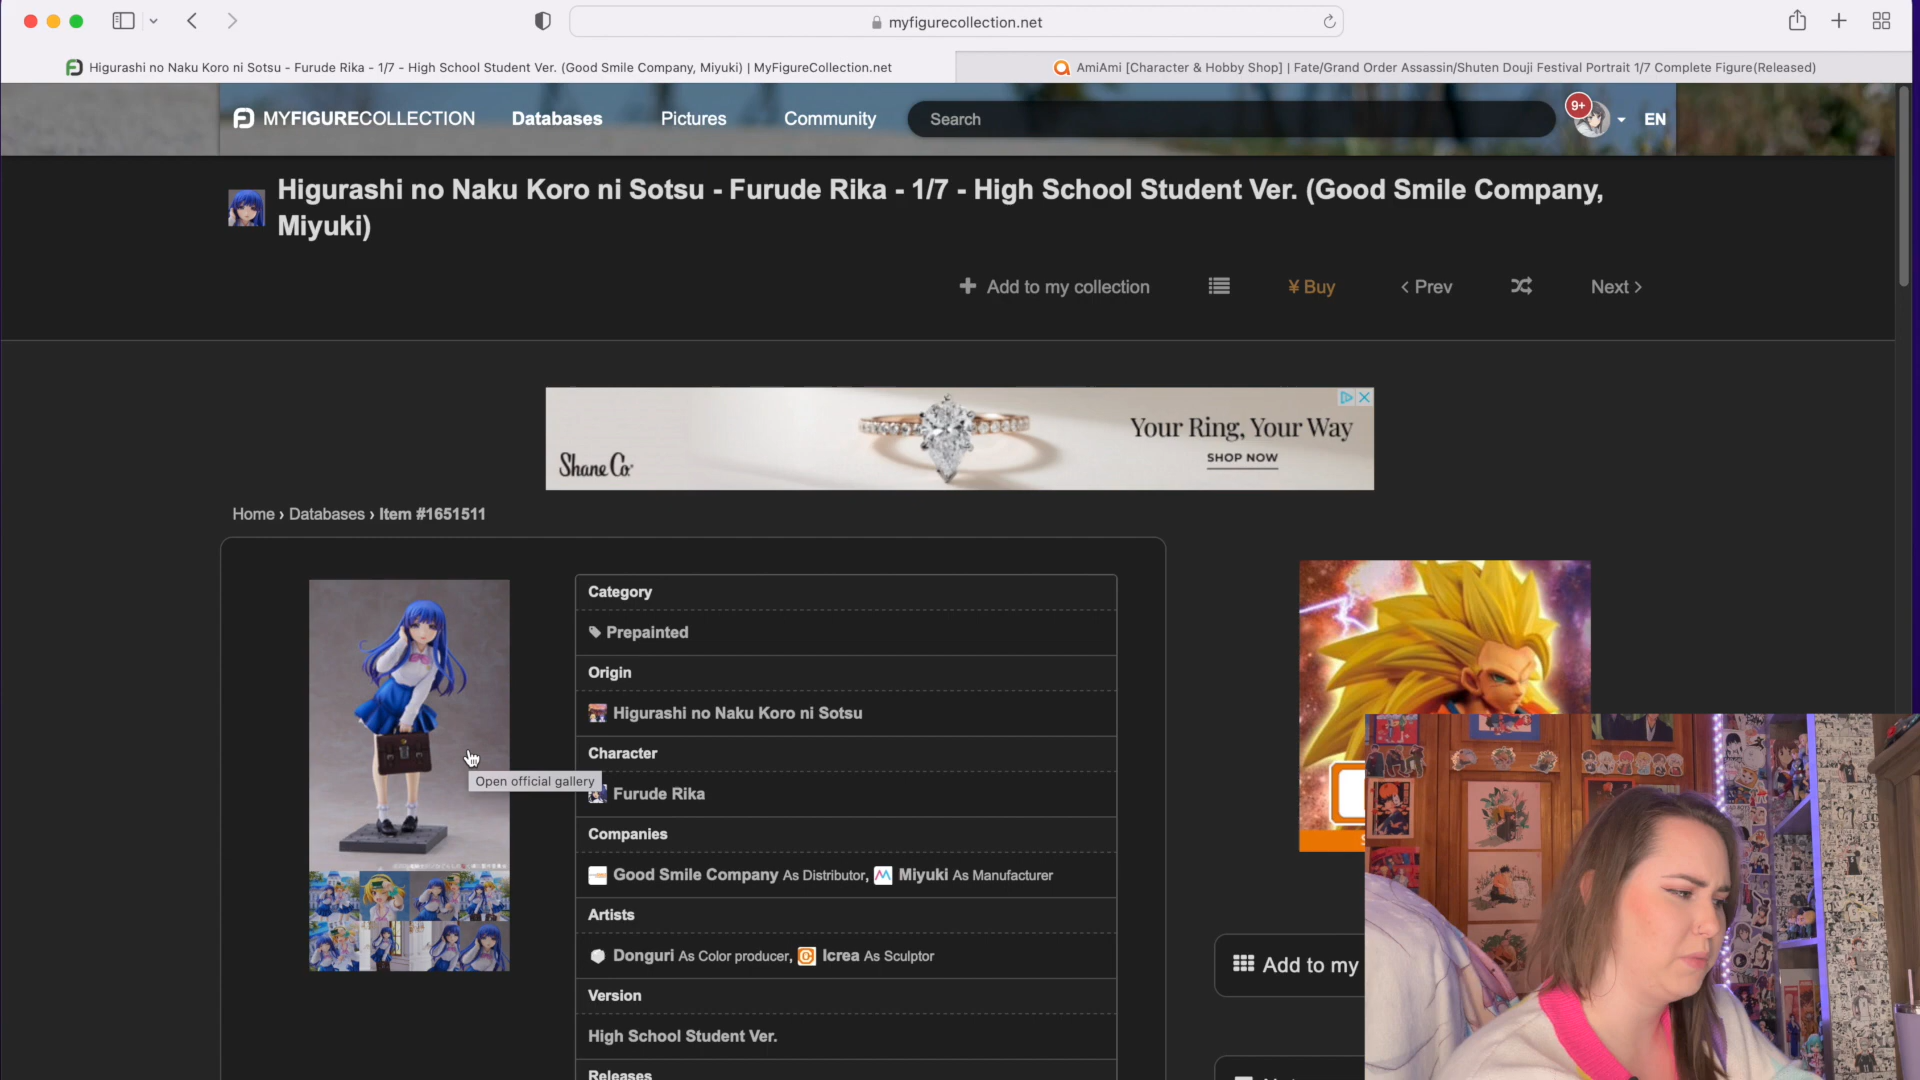 myfigurecollection.net
Higurashi no Naku Koro ni Sotsu - Furude Rika - 1/7 - High School Student Ver. (Good Smile Company, Miyuki) | MyFigureCollection.net
AmiAmi [Character & Hobby Shop] | Fate/Grand Order Assassin/Shuten Douji Festival Portrait 1/7 Complete Figure(Released)
MYFIGURECOLLECTION
Databases
Pictures
Community
Search
9+
EN
Higurashi no Naku Koro ni Sotsu - Furude Rika - 1/7 - High School Student Ver. (Good Smile Company,
Miyuki)
Add to my collection
¥ Buy
‹ Prev
Next ›
Shane Co.
Your Ring, Your Way
SHOP NOW
Home › Databases › Item #1651511
Category
Prepainted
Origin
Higurashi no Naku Koro ni Sotsu
Character
Open official gallery
Furude Rika
Companies
Good Smile Company As Distributor, Miyuki As Manufacturer
Artists
Donguri As Color producer, Icrea As Sculptor
Version
High School Student Ver.
Releases
Add to my